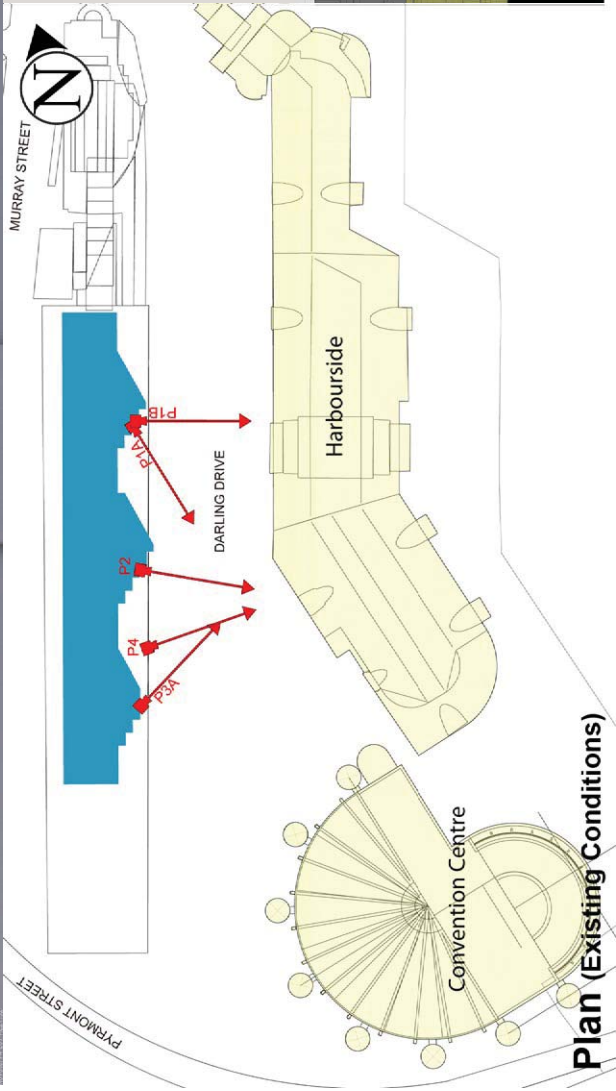 N
MURRAY STREET
P1B
P1A
DARLING DRIVE
Harbourside
P2
P4
P3A
Convention Centre
PYRMONT STREET
Plan (Existing Conditions)